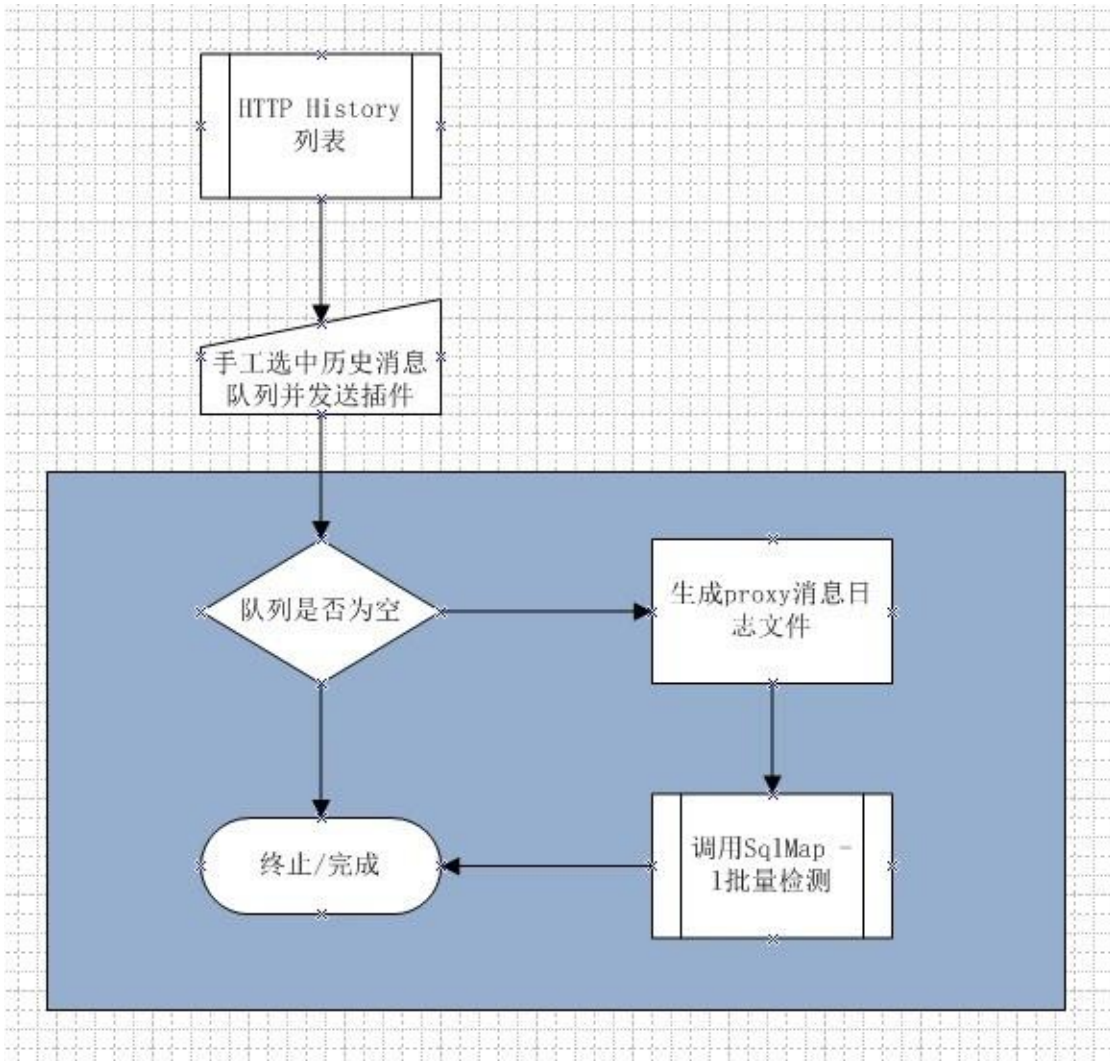 HTTP History
列表
手工选中历史消息
队列并发送插件
队列是否为空
生成proxy消息日
志文件
终止/完成
调用SqlMap -
l批量检测